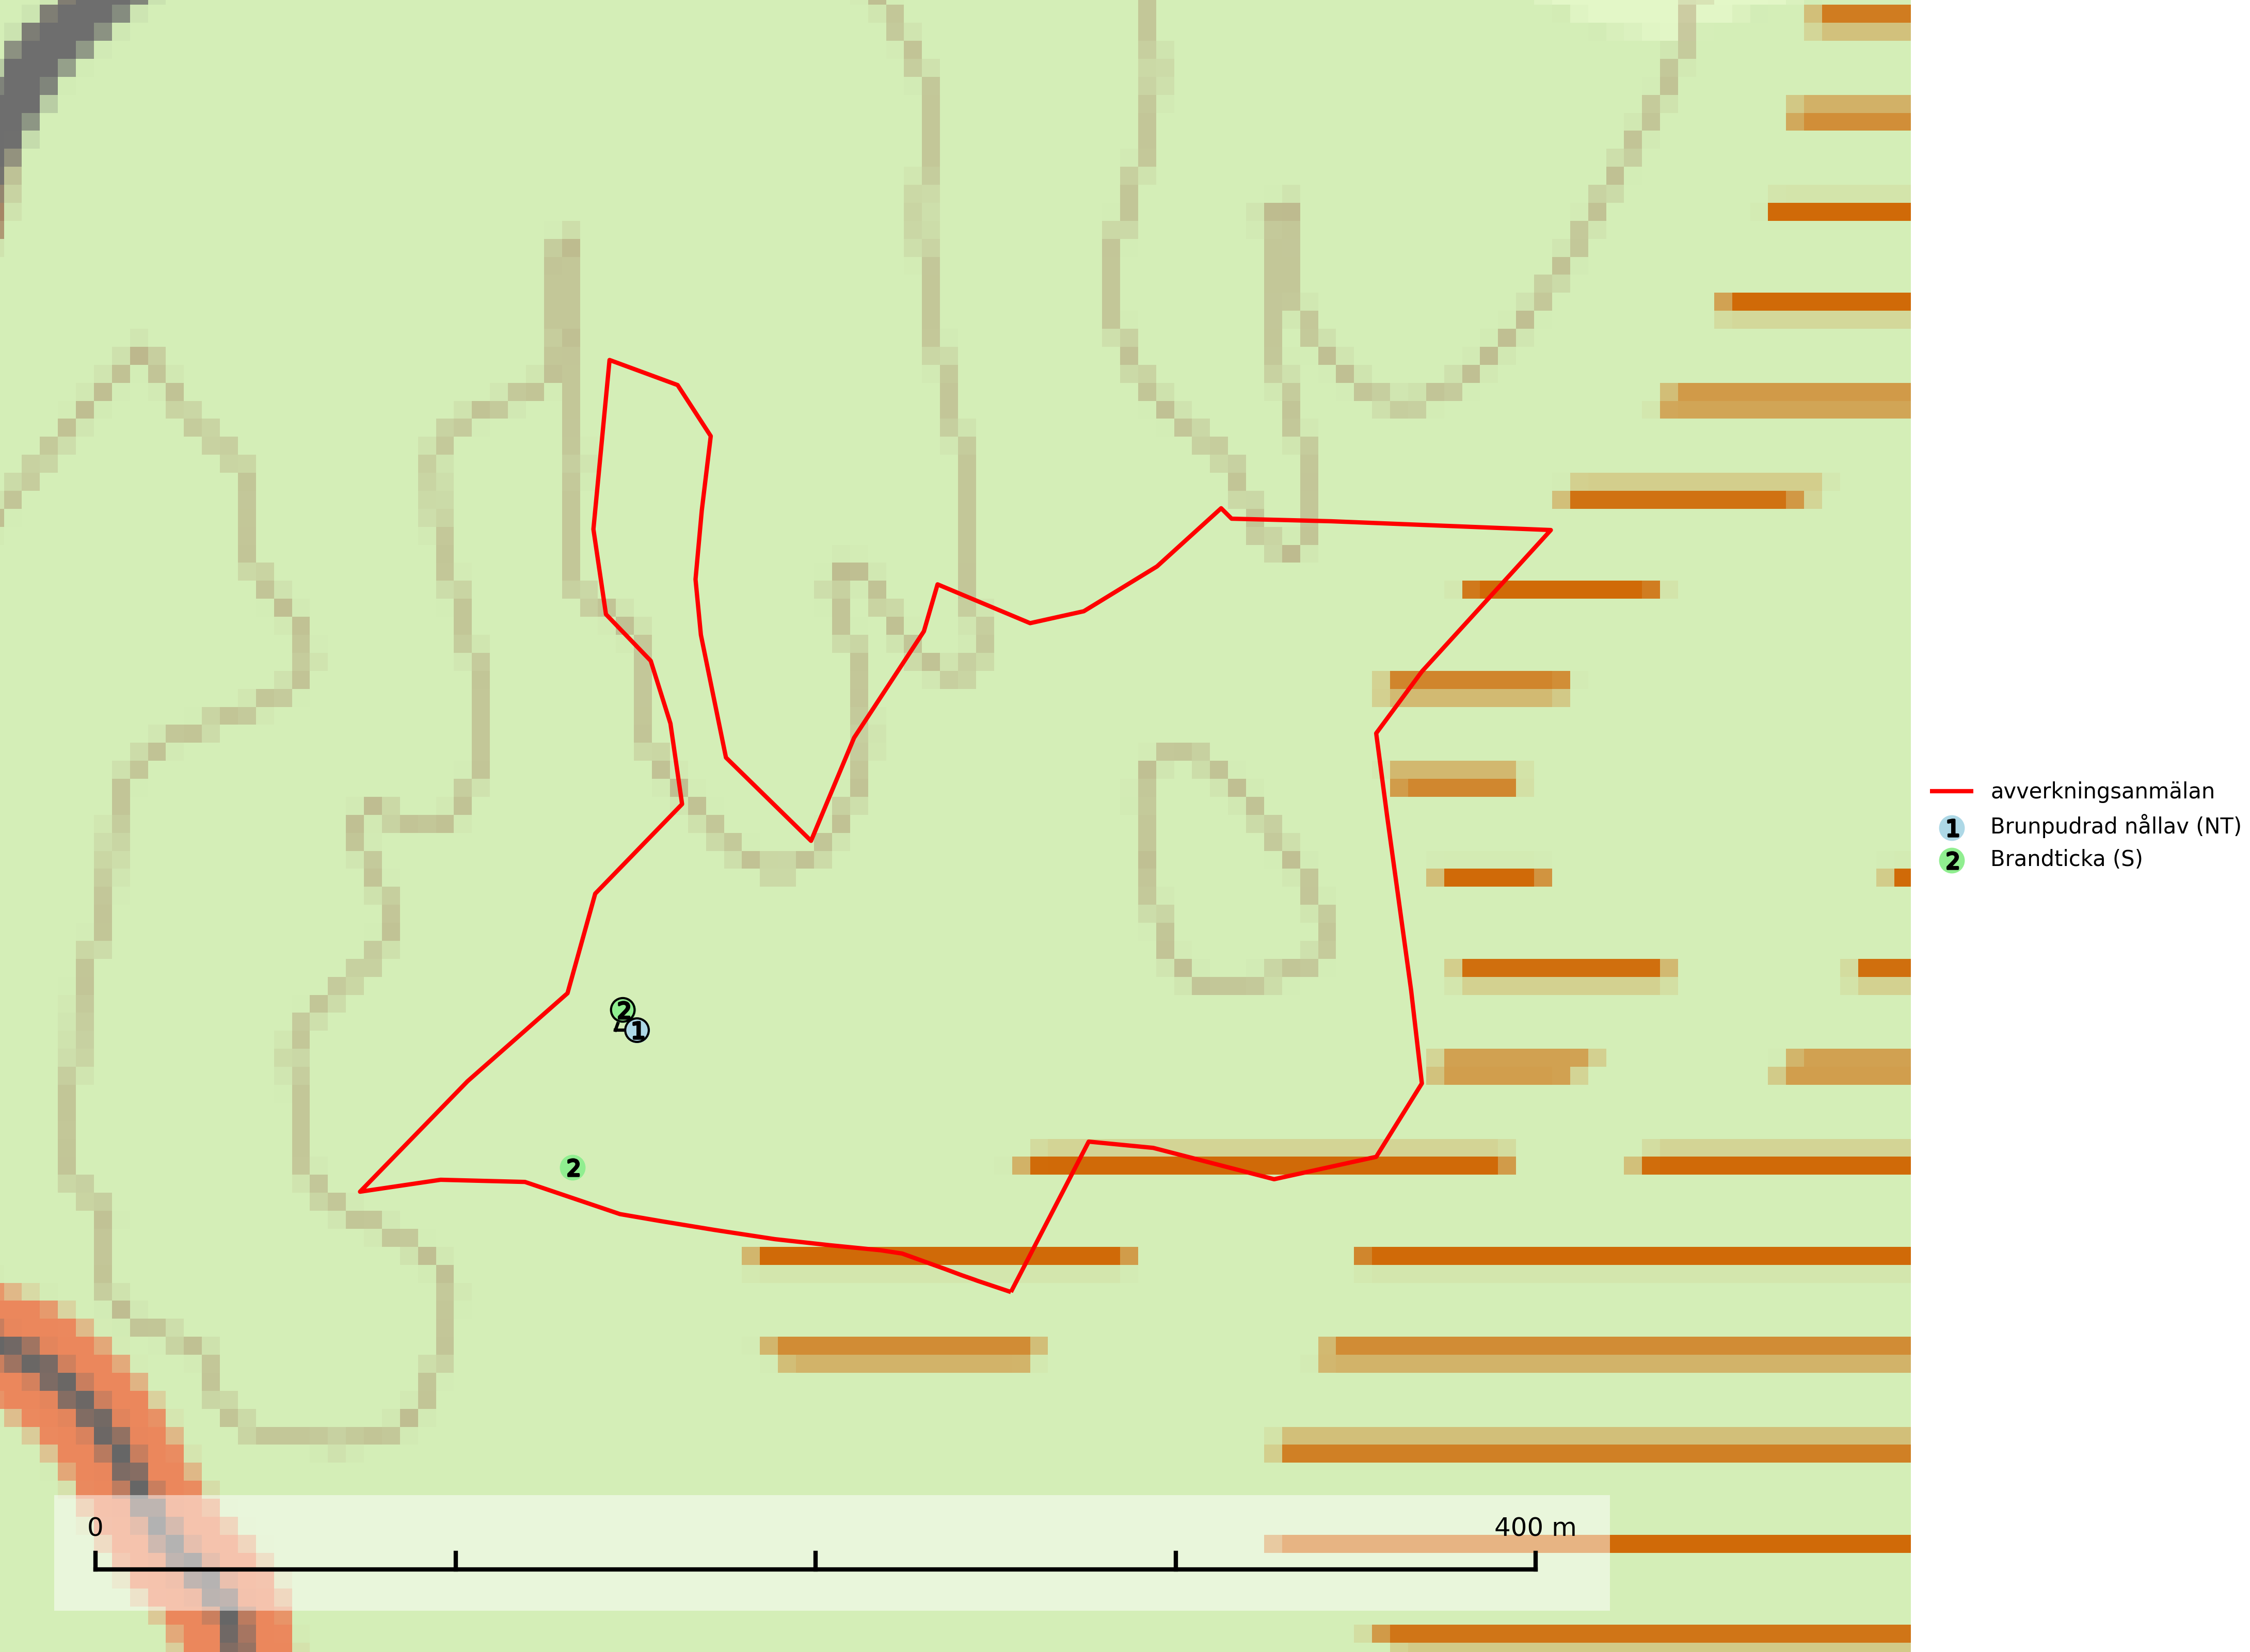 2
1
2
0
400 m
avverkningsanmälan
1 Brunpudrad nållav (NT)
2 Brandticka (S)